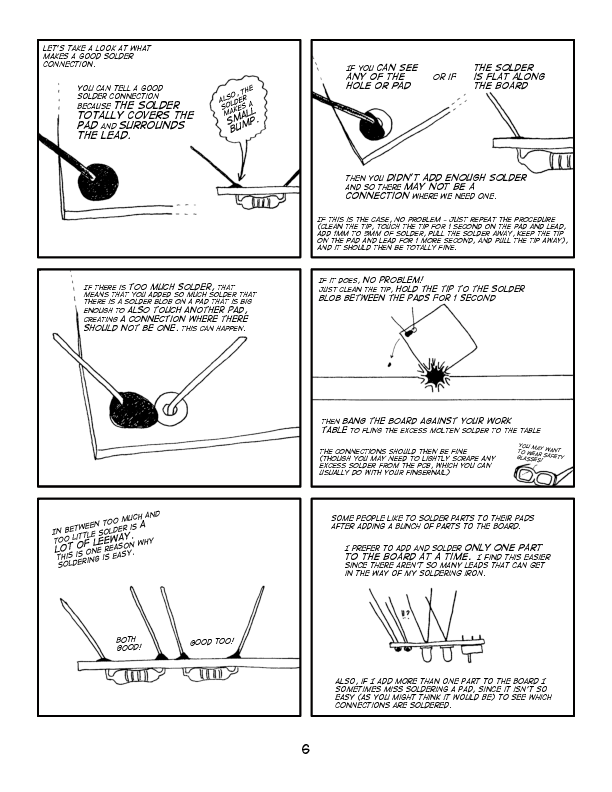 LET'S TAKE A LOOK AT WHAT
MAKES A GOOD SOLDER
CONNECTION.
YOU CAN TELL A GOOD
SOLDER CONNECTION
BECAUSE THE SOLDER
TOTALLY COVERS THE
PAD AND SURROUNDS
THE LEAD.
ALSO, THE
SOLDER
MAKES A
SMALL
BUMP.
IF YOU CAN SEE
ANY OF THE
HOLE OR PAD
OR IF
THE SOLDER
IS FLAT ALONG
THE BOARD
THEN YOU DIDN'T ADD ENOUGH SOLDER
AND SO THERE MAY NOT BE A
CONNECTION WHERE WE NEED ONE.
IF THIS IS THE CASE, NO PROBLEM - JUST REPEAT THE PROCEDURE
(CLEAN THE TIP, TOUCH THE TIP FOR 1 SECOND ON THE PAD AND LEAD,
ADD 1MM TO 3MM OF SOLDER, PULL THE SOLDER AWAY, KEEP THE TIP
ON THE PAD AND LEAD FOR 1 MORE SECOND, AND PULL THE TIP AWAY),
AND IT SHOULD THEN BE TOTALLY FINE.
IF THERE IS TOO MUCH SOLDER, THAT
MEANS THAT YOU ADDED SO MUCH SOLDER THAT
THERE IS A SOLDER BLOB ON A PAD THAT IS BIG
ENOUGH TO ALSO TOUCH ANOTHER PAD,
CREATING A CONNECTION WHERE THERE
SHOULD NOT BE ONE. THIS CAN HAPPEN.
IF IT DOES, NO PROBLEM!
JUST CLEAN THE TIP, HOLD THE TIP TO THE SOLDER
BLOB BETWEEN THE PADS FOR 1 SECOND
THEN BANG THE BOARD AGAINST YOUR WORK
TABLE TO FLING THE EXCESS MOLTEN SOLDER TO THE TABLE
THE CONNECTIONS SHOULD THEN BE FINE
(THOUGH YOU MAY NEED TO LIGHTLY SCRAPE ANY
EXCESS SOLDER FROM THE PCB, WHICH YOU CAN
USUALLY DO WITH YOUR FINGERNAIL)
YOU MAY WANT
TO WEAR SAFETY
GLASSES!
IN BETWEEN TOO MUCH AND
TOO LITTLE SOLDER IS A
LOT OF LEEWAY.
THIS IS ONE REASON WHY
SOLDERING IS EASY.
BOTH
GOOD!
GOOD TOO!
SOME PEOPLE LIKE TO SOLDER PARTS TO THEIR PADS
AFTER ADDING A BUNCH OF PARTS TO THE BOARD.
I PREFER TO ADD AND SOLDER ONLY ONE PART
TO THE BOARD AT A TIME. I FIND THIS EASIER
SINCE THERE AREN'T SO MANY LEADS THAT CAN GET
IN THE WAY OF MY SOLDERING IRON.
!?
ALSO, IF I ADD MORE THAN ONE PART TO THE BOARD I
SOMETIMES MISS SOLDERING A PAD, SINCE IT ISN'T SO
EASY (AS YOU MIGHT THINK IT WOULD BE) TO SEE WHICH
CONNECTIONS ARE SOLDERED.
6